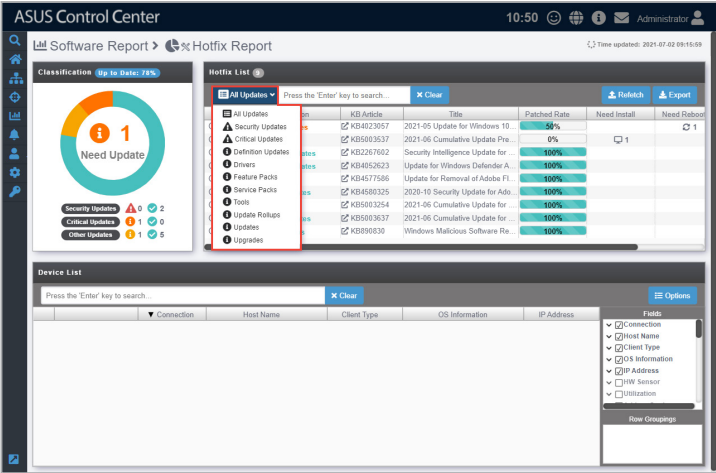 ASUS Control Center
10:50
Administrator
Software Report > Hotfix Report
Time updated: 2021-07-02 09:15:59
Classification Up to Date: 78%
1
Need Update
Security Updates 0 2
Critical Updates 1 0
Other Updates 1 5
Hotfix List 9
All Updates Press the 'Enter' key to search... Clear Refetch Export
KB Article Title Patched Rate Need Install Need Reboot
KB4023057 2021-05 Update for Windows 10... 50% 1
KB5003537 2021-06 Cumulative Update Pre... 0% 1
KB2267602 Security Intelligence Update for ... 100%
KB4052623 Update for Windows Defender A... 100%
KB4577586 Update for Removal of Adobe Fl... 100%
KB4580325 2020-10 Security Update for Ado... 100%
KB5003254 2021-06 Cumulative Update for ... 100%
KB5003637 2021-06 Cumulative Update for ... 100%
KB890830 Windows Malicious Software Re... 100%
All Updates
Security Updates
Critical Updates
Definition Updates
Drivers
Feature Packs
Service Packs
Tools
Update Rollups
Updates
Upgrades
Device List
Press the 'Enter' key to search... Clear Options
Connection Host Name Client Type OS Information IP Address
Fields
Connection
Host Name
Client Type
OS Information
IP Address
HW Sensor
Utilization
Row Groupings